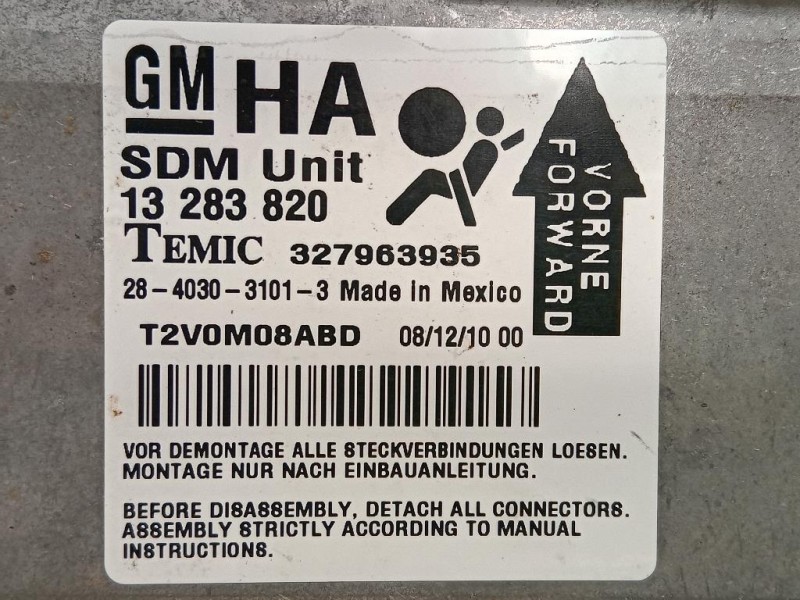 GM HA
SDM Unit
13 283 820
TEMIC 327963935
28-4030-3101-3 Made in Mexico
T2V0M08ABD 08/12/10 00
VORNE
FORWARD
VOR DEMONTAGE ALLE STECKVERBINDUNGEN LOESEN.
MONTAGE NUR NACH EINBAUANLEITUNG.
BEFORE DISASSEMBLY, DETACH ALL CONNECTORS.
ASSEMBLY STRICTLY ACCORDING TO MANUAL
INSTRUCTIONS.